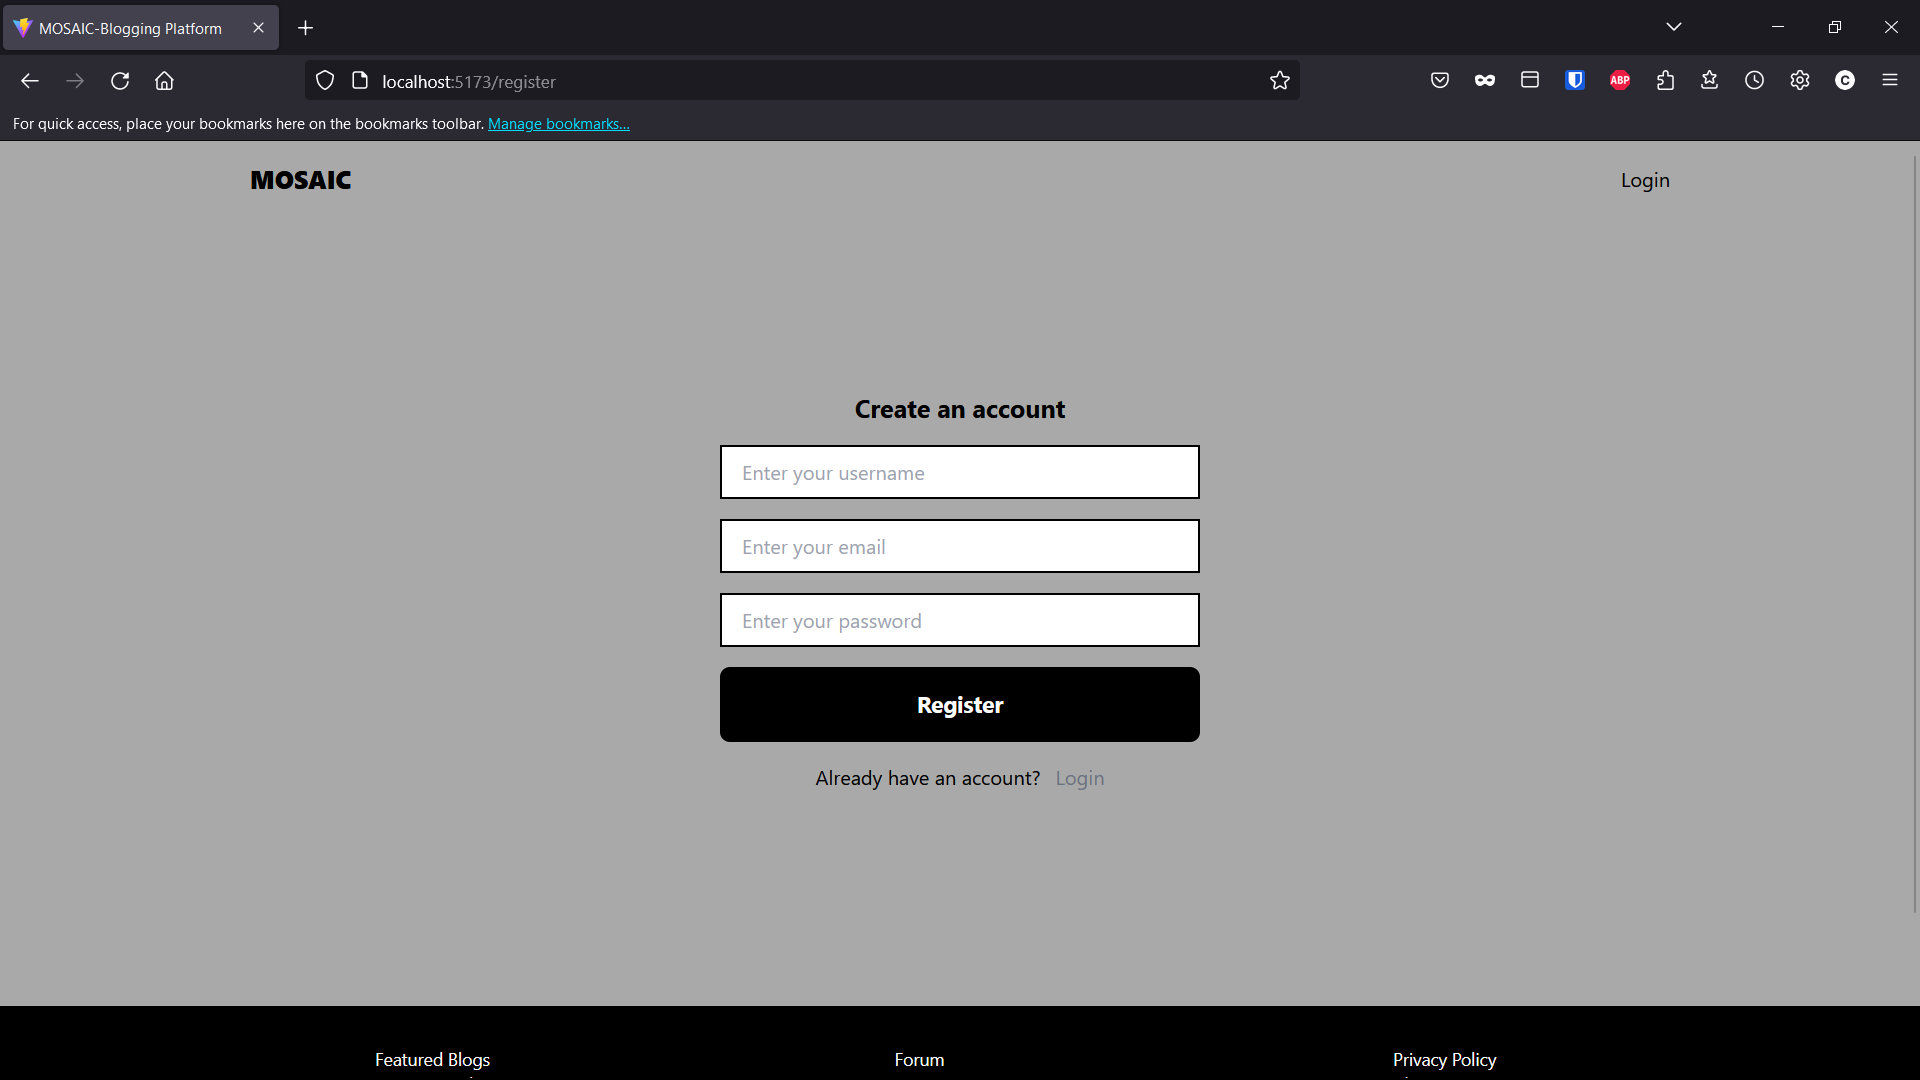 MOSAIC-Blogging Platform
localhost:5173/register
ABP
C
For quick access, place your bookmarks here on the bookmarks toolbar. Manage bookmarks...
MOSAIC
Login
Create an account
Enter your username
Enter your email
Enter your password
Register
Already have an account? Login
Featured Blogs
Forum
Privacy Policy